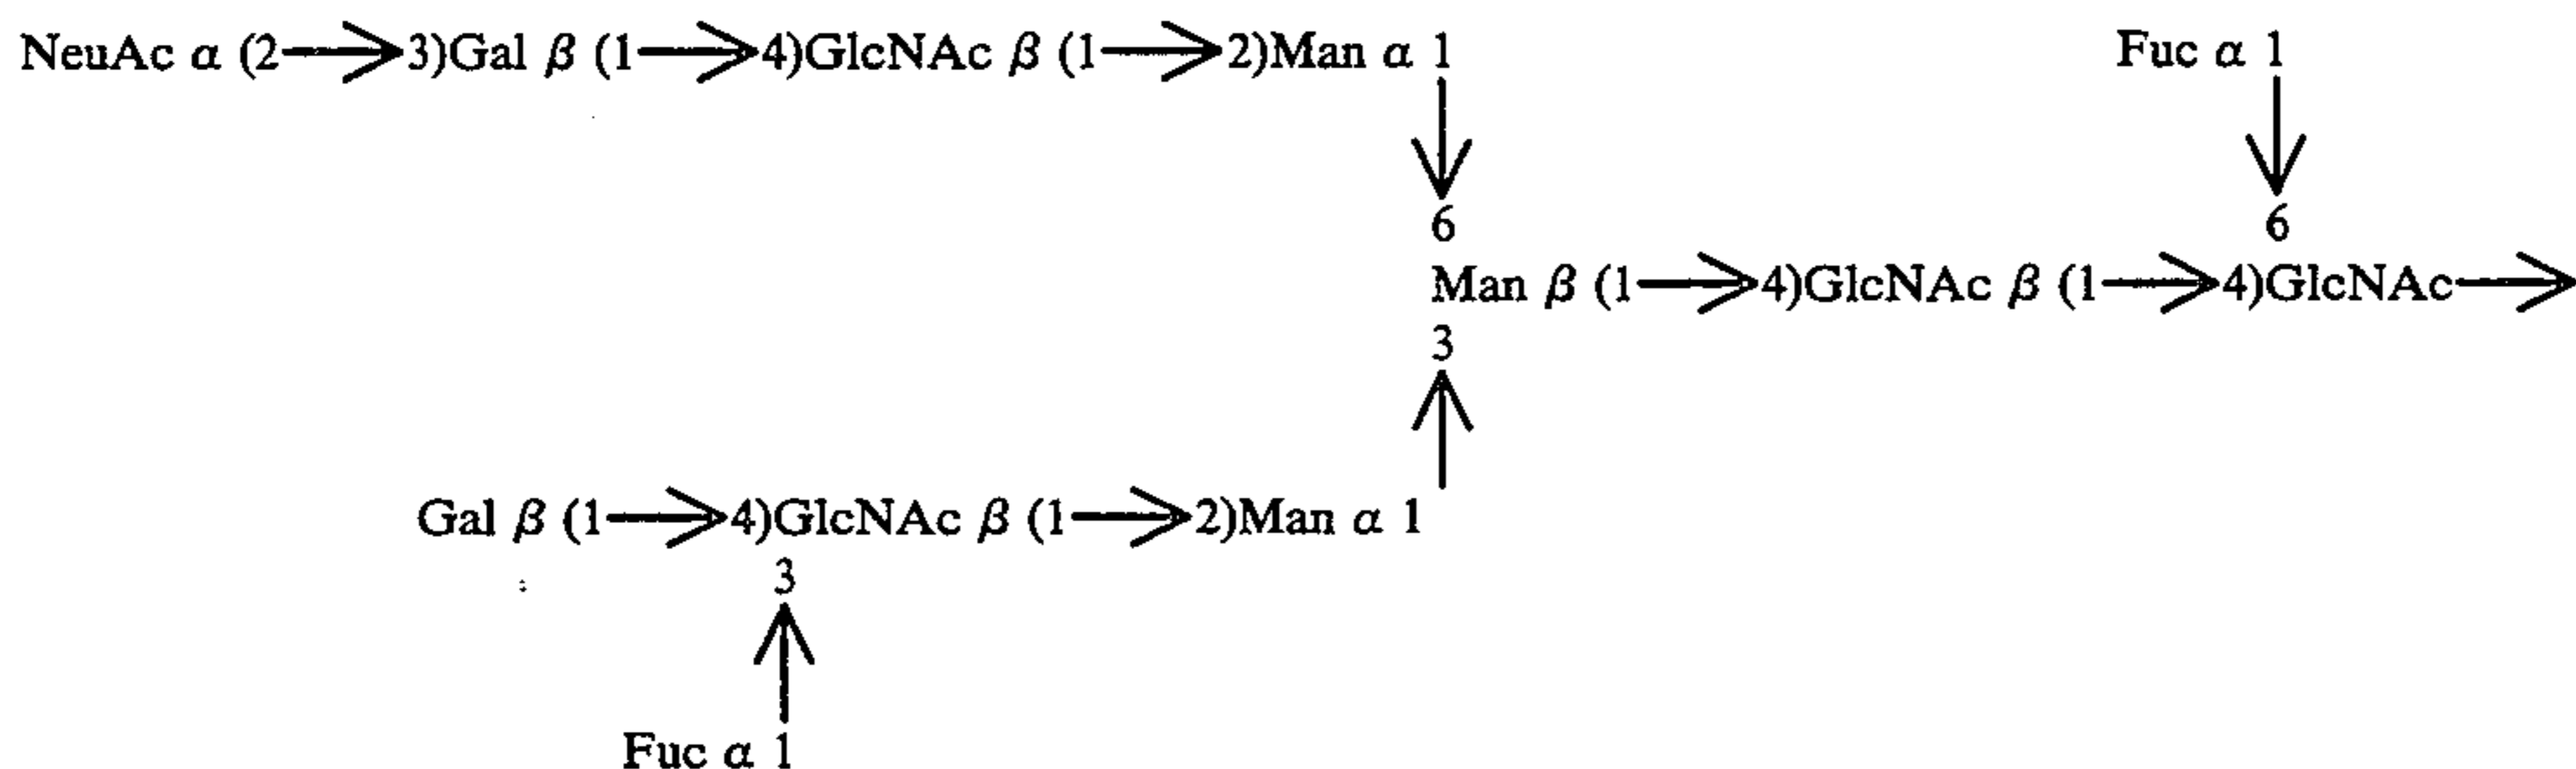 NeuAc α (2→3)Gal β (1→4)GlcNAc β (1→2)Man α 1 Fuc α 1
6 6
Man β (1→4)GlcNAc β (1→4)GlcNAc→
3
Gal β (1→4)GlcNAc β (1→2)Man α 1
3
Fuc α 1